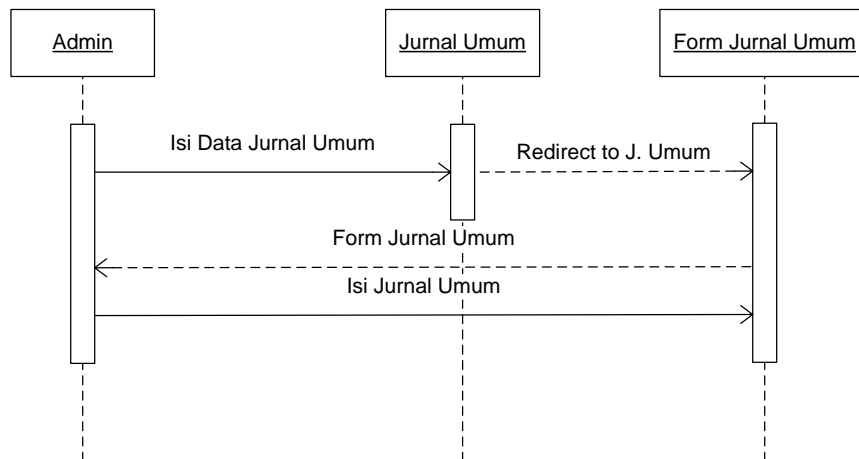 Admin
Jurnal Umum
Form Jurnal Umum
Isi Data Jurnal Umum
Redirect to J. Umum
Form Jurnal Umum
Isi Jurnal Umum